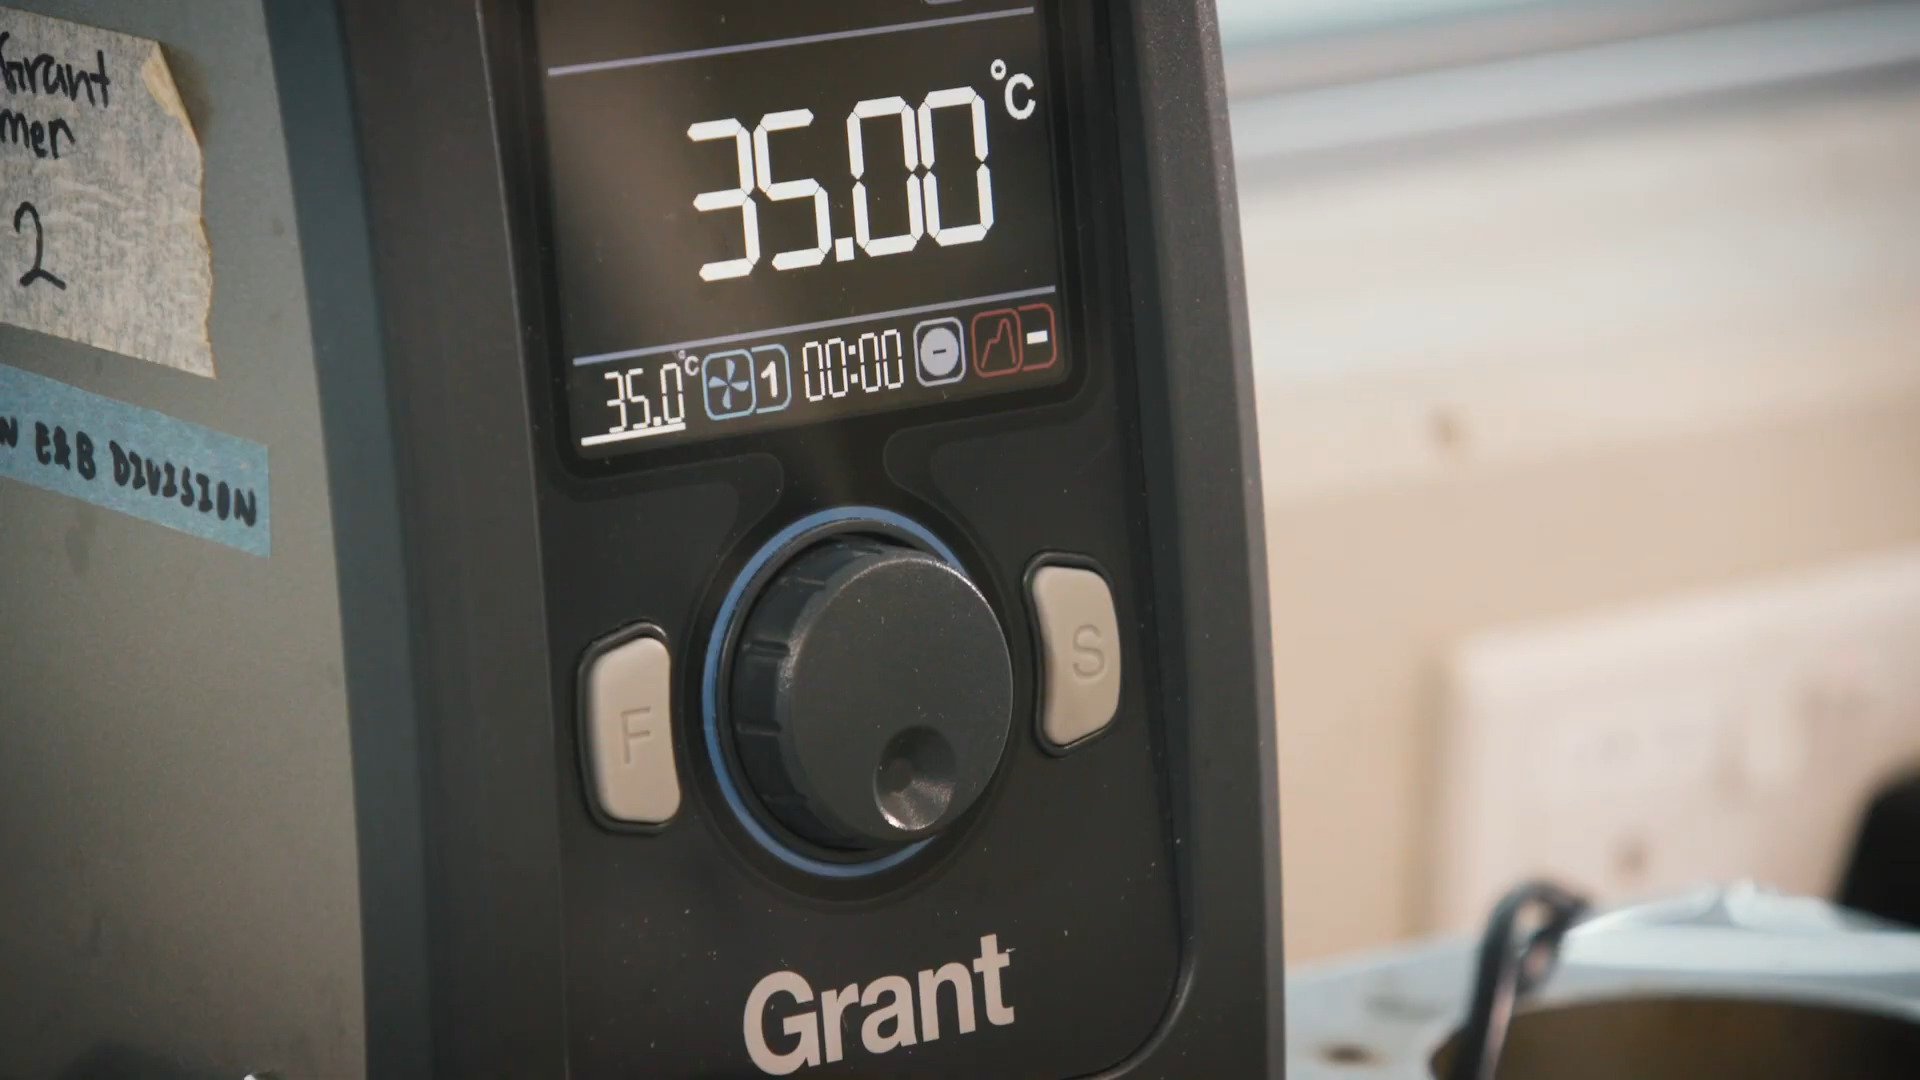 Grant
mer
2
N E&B DIVISION
35.00 °C
35.0 °C 1 00:00
F
S
Grant